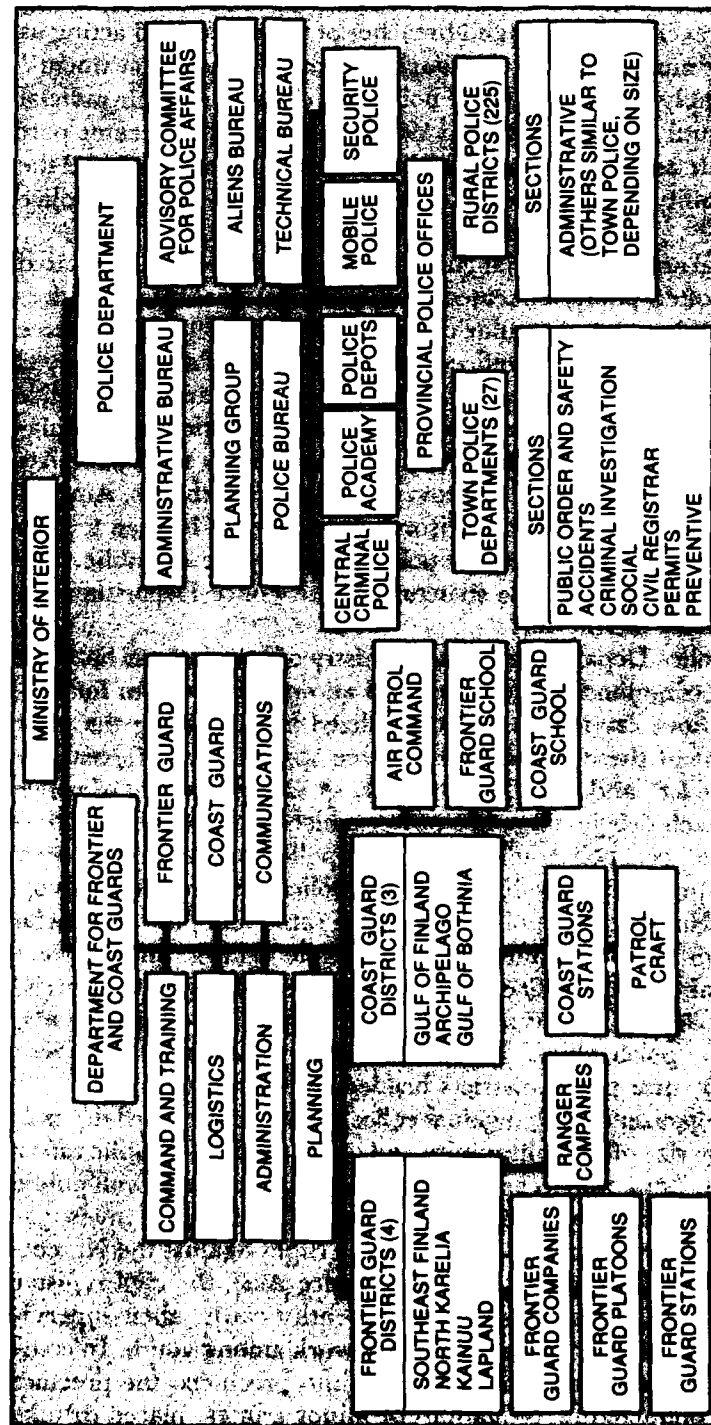 MINISTRY OF INTERIOR
DEPARTMENT FOR FRONTIER
AND COAST GUARDS
COMMAND AND TRAINING
FRONTIER GUARD
LOGISTICS
COAST GUARD
ADMINISTRATION
COMMUNICATIONS
PLANNING
FRONTIER GUARD
DISTRICTS (4)
SOUTHEAST FINLAND
NORTH KARELIA
KAINUU
LAPLAND
RANGER
COMPANIES
FRONTIER
GUARD COMPANIES
FRONTIER
GUARD PLATOONS
FRONTIER
GUARD STATIONS
COAST GUARD
DISTRICTS (3)
GULF OF FINLAND
ARCHIPELAGO
GULF OF BOTHNIA
COAST GUARD
STATIONS
PATROL
CRAFT
AIR PATROL
COMMAND
FRONTIER
GUARD SCHOOL
COAST GUARD
SCHOOL
POLICE DEPARTMENT
ADMINISTRATIVE BUREAU
ADVISORY COMMITTEE
FOR POLICE AFFAIRS
PLANNING GROUP
ALIENS BUREAU
POLICE BUREAU
TECHNICAL BUREAU
CENTRAL
CRIMINAL
POLICE
POLICE
ACADEMY
POLICE
DEPOTS
MOBILE
POLICE
SECURITY
POLICE
PROVINCIAL POLICE OFFICES
TOWN POLICE
DEPARTMENTS (27)
SECTIONS
PUBLIC ORDER AND SAFETY
ACCIDENTS
CRIMINAL INVESTIGATION
SOCIAL
CIVIL REGISTRAR
PERMITS
PREVENTIVE
RURAL POLICE
DISTRICTS (225)
SECTIONS
ADMINISTRATIVE
(OTHERS SIMILAR TO
TOWN POLICE,
DEPENDING ON SIZE)